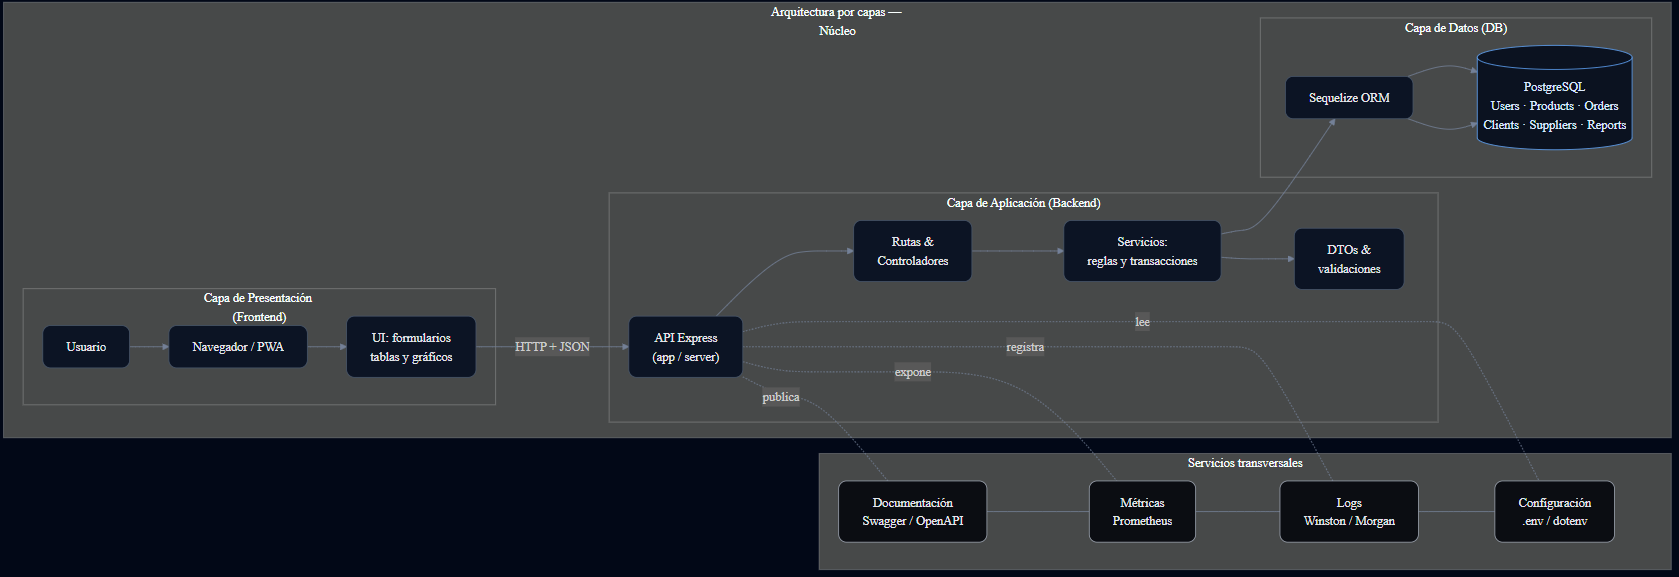 Arquitectura por capas —
Núcleo
Capa de Datos (DB)
Sequelize ORM
PostgreSQL
Users · Products · Orders
Clients · Suppliers · Reports
Capa de Aplicación (Backend)
Rutas &
Controladores
Servicios:
reglas y transacciones
DTOs &
validaciones
Capa de Presentación
(Frontend)
Usuario
Navegador / PWA
UI: formularios
tablas y gráficos
HTTP + JSON
API Express
(app / server)
lee
registra
expone
publica
Servicios transversales
Documentación
Swagger / OpenAPI
Métricas
Prometheus
Logs
Winston / Morgan
Configuración
.env / dotenv